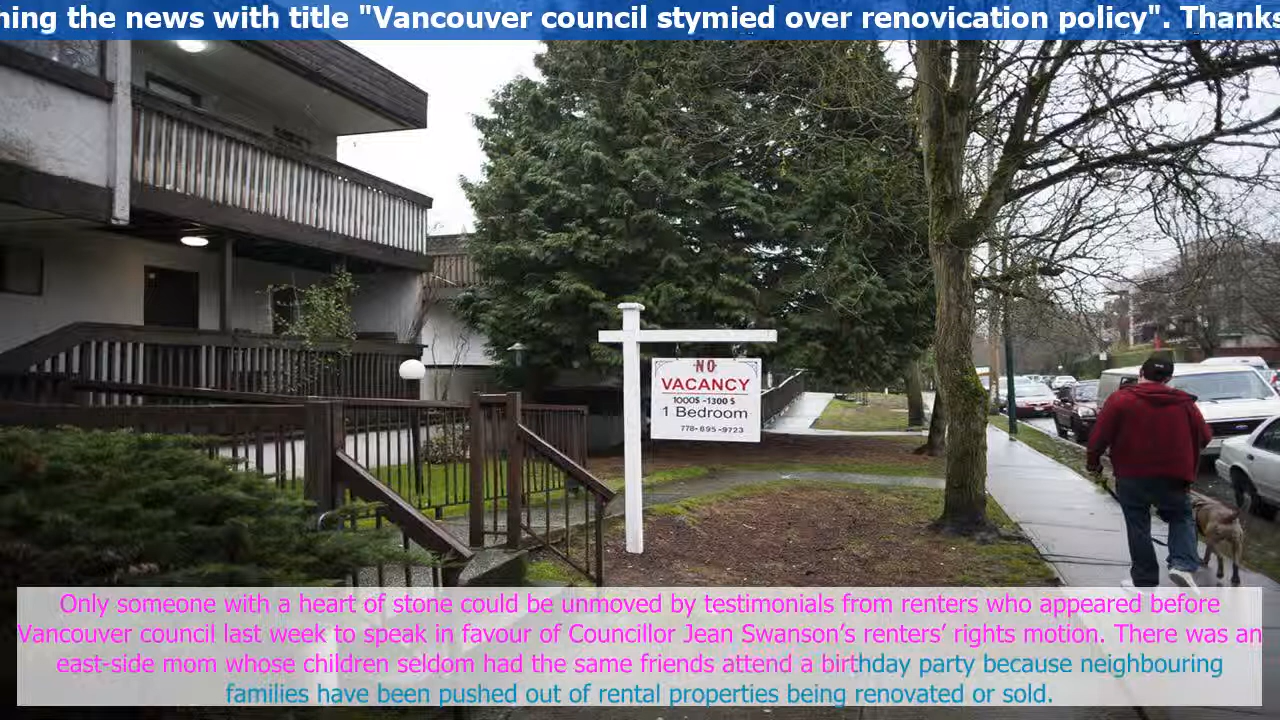 ning the news with title "Vancouver council stymied over renovication policy". Thanks
NO
VACANCY
1000$ -1300 $
1 Bedroom
778-895-9723
Only someone with a heart of stone could be unmoved by testimonials from renters who appeared before
Vancouver council last week to speak in favour of Councillor Jean Swanson’s renters’ rights motion. There was an
east-side mom whose children seldom had the same friends attend a birthday party because neighbouring
families have been pushed out of rental properties being renovated or sold.